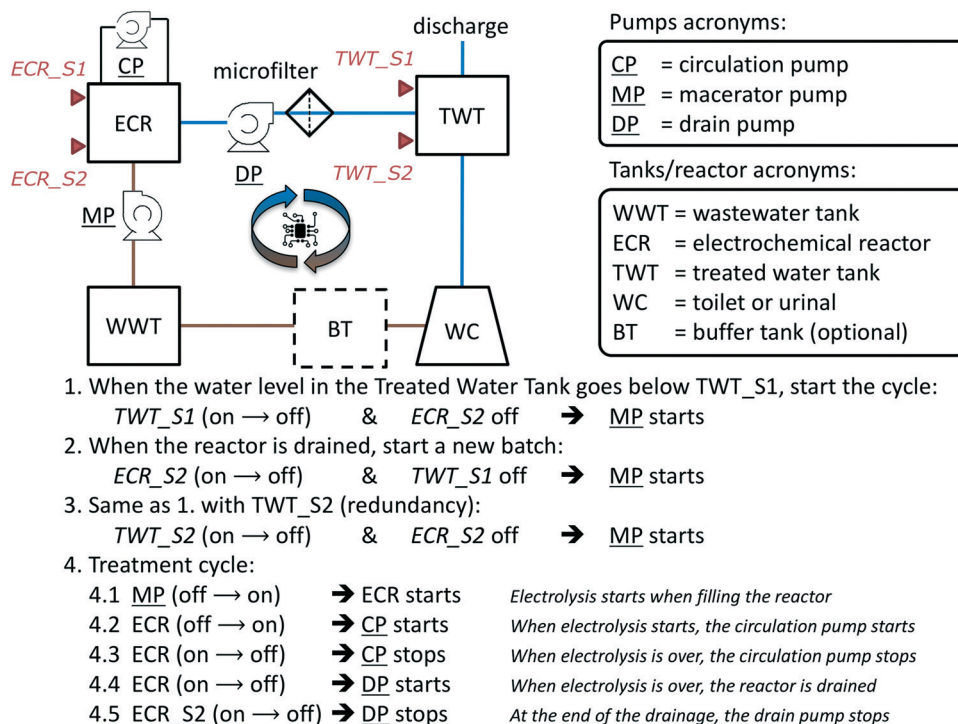 discharge
Pumps acronyms:
CP = circulation pump
MP = macerator pump
DP = drain pump
ECR_S1
CP
microfilter
TWT_S1
ECR
TWT
ECR_S2
DP
TWT_S2
MP
Tanks/reactor acronyms:
WWT = wastewater tank
ECR = electrochemical reactor
TWT = treated water tank
WC = toilet or urinal
BT = buffer tank (optional)
WWT
BT
WC
1. When the water level in the Treated Water Tank goes below TWT_S1, start the cycle:
TWT_S1 (on → off) & ECR_S2 off ➔ MP starts
2. When the reactor is drained, start a new batch:
ECR_S2 (on → off) & TWT_S1 off ➔ MP starts
3. Same as 1. with TWT_S2 (redundancy):
TWT_S2 (on → off) & ECR_S2 off ➔ MP starts
4. Treatment cycle:
4.1 MP (off → on) ➔ ECR starts Electrolysis starts when filling the reactor
4.2 ECR (off → on) ➔ CP starts When electrolysis starts, the circulation pump starts
4.3 ECR (on → off) ➔ CP stops When electrolysis is over, the circulation pump stops
4.4 ECR (on → off) ➔ DP starts When electrolysis is over, the reactor is drained
4.5 ECR_S2 (on → off) ➔ DP stops At the end of the drainage, the drain pump stops